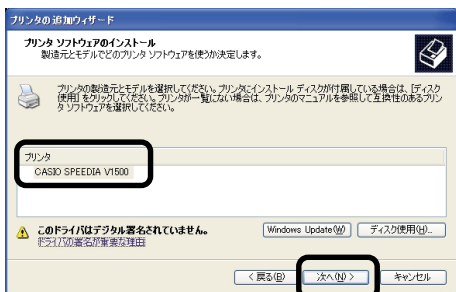 プリンタの追加ウィザード
プリンタ ソフトウェアのインストール
製造元とモデルでどのプリンタ ソフトウェアを使うか決定します。
プリンタの製造元とモデルを選択してください。プリンタにインストール ディスクが付属している場合は、[ディスク
使用] をクリックしてください。プリンタが一覧にない場合は、プリンタのマニュアルを参照して互換性のあるプリン
タ ソフトウェアを選択してください。
プリンタ
CASIO SPEEDIA V1500
このドライバはデジタル署名されていません。
Windows Update(W)
ディスク使用(H)...
ドライバの署名が重要な理由
< 戻る(B)
次へ(N) >
キャンセル